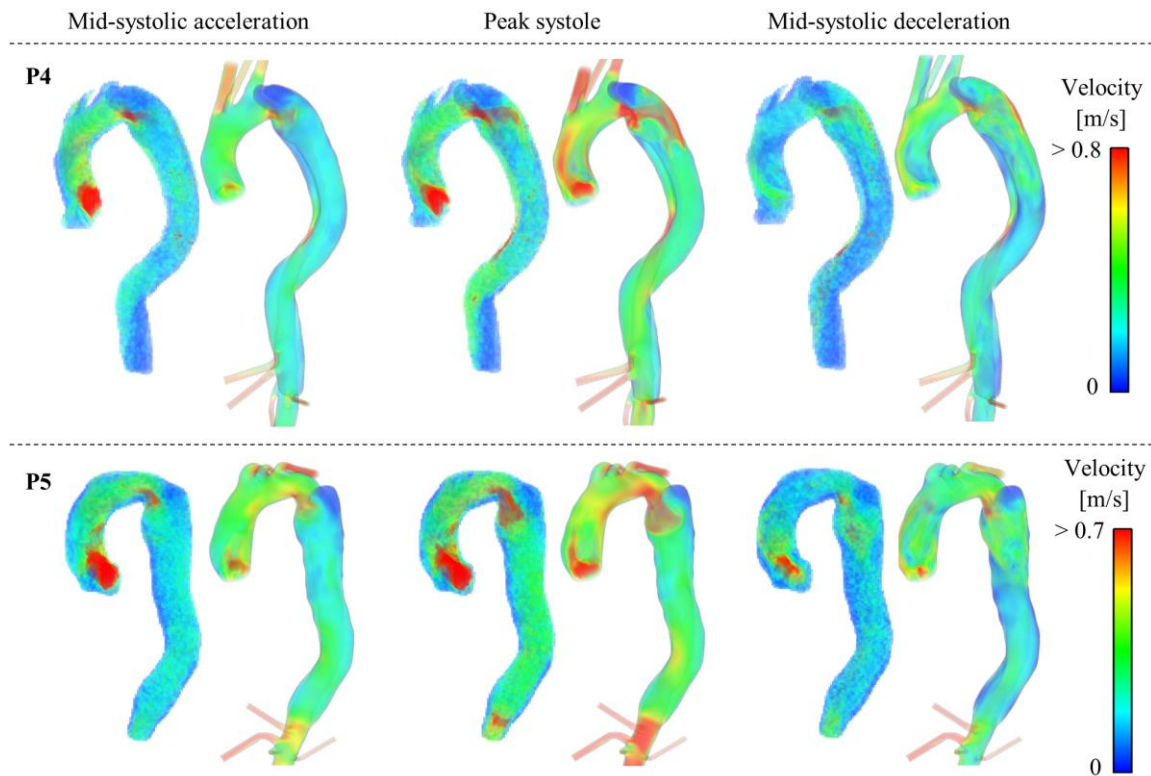 Mid-systolic acceleration Peak systole Mid-systolic deceleration
P4
Velocity
[m/s]
> 0.8
0
P5
Velocity
[m/s]
> 0.7
0